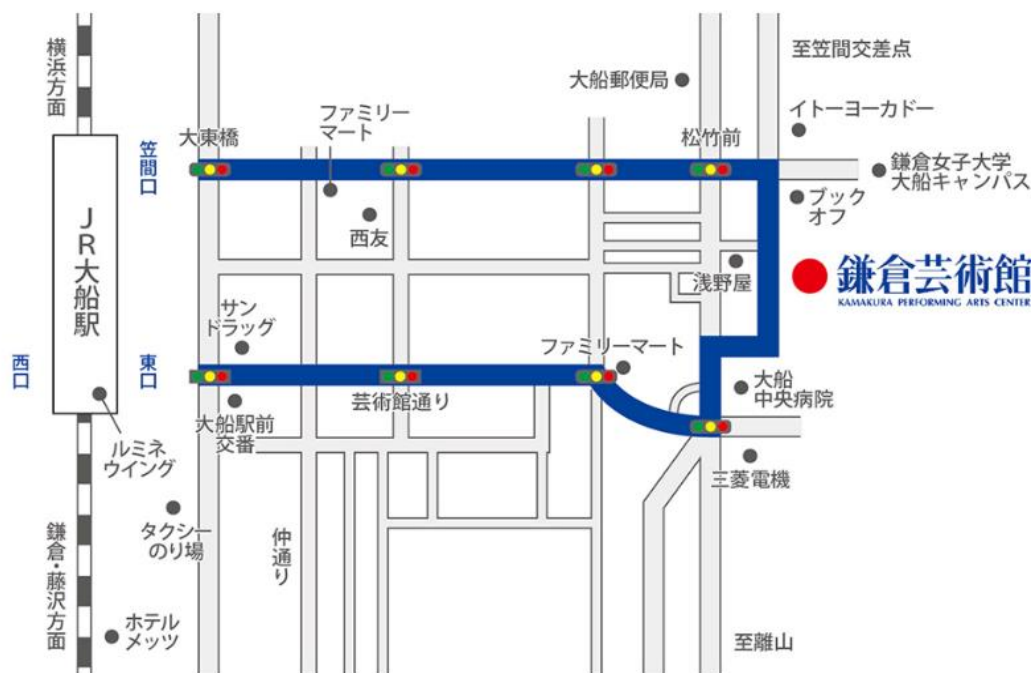 横浜方面
JR大船駅
笠間口
大東橋
ファミリー
マート
西友
大船郵便局
松竹前
至笠間交差点
イトーヨーカドー
鎌倉女子大学
大船キャンパス
ブック
オフ
浅野屋
鎌倉芸術館
KAMAKURA PERFORMING ARTS CENTER
西口
東口
サン
ドラッグ
大船駅前
交番
芸術館通り
ファミリーマート
大船
中央病院
三菱電機
ルミネ
ウイング
タクシー
のり場
仲通り
鎌倉・藤沢方面
ホテル
メッツ
至離山